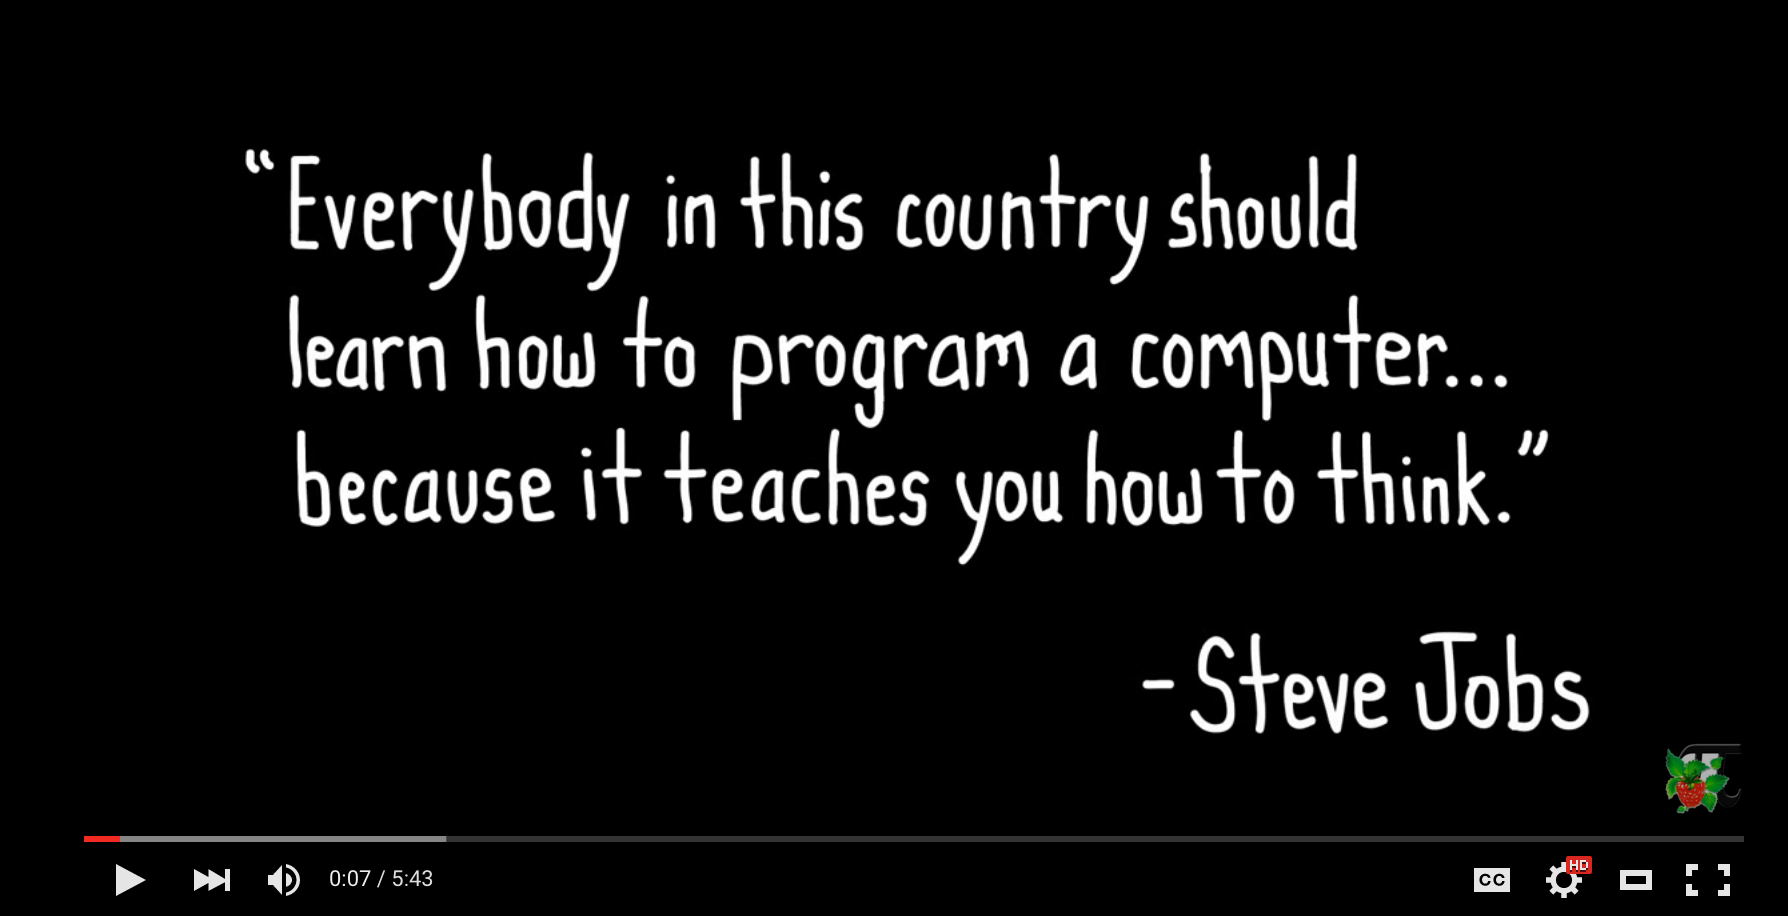 “Everybody in this country should
learn how to program a computer...
because it teaches you how to think.”
-Steve Jobs
0:07 / 5:43
CC
HD